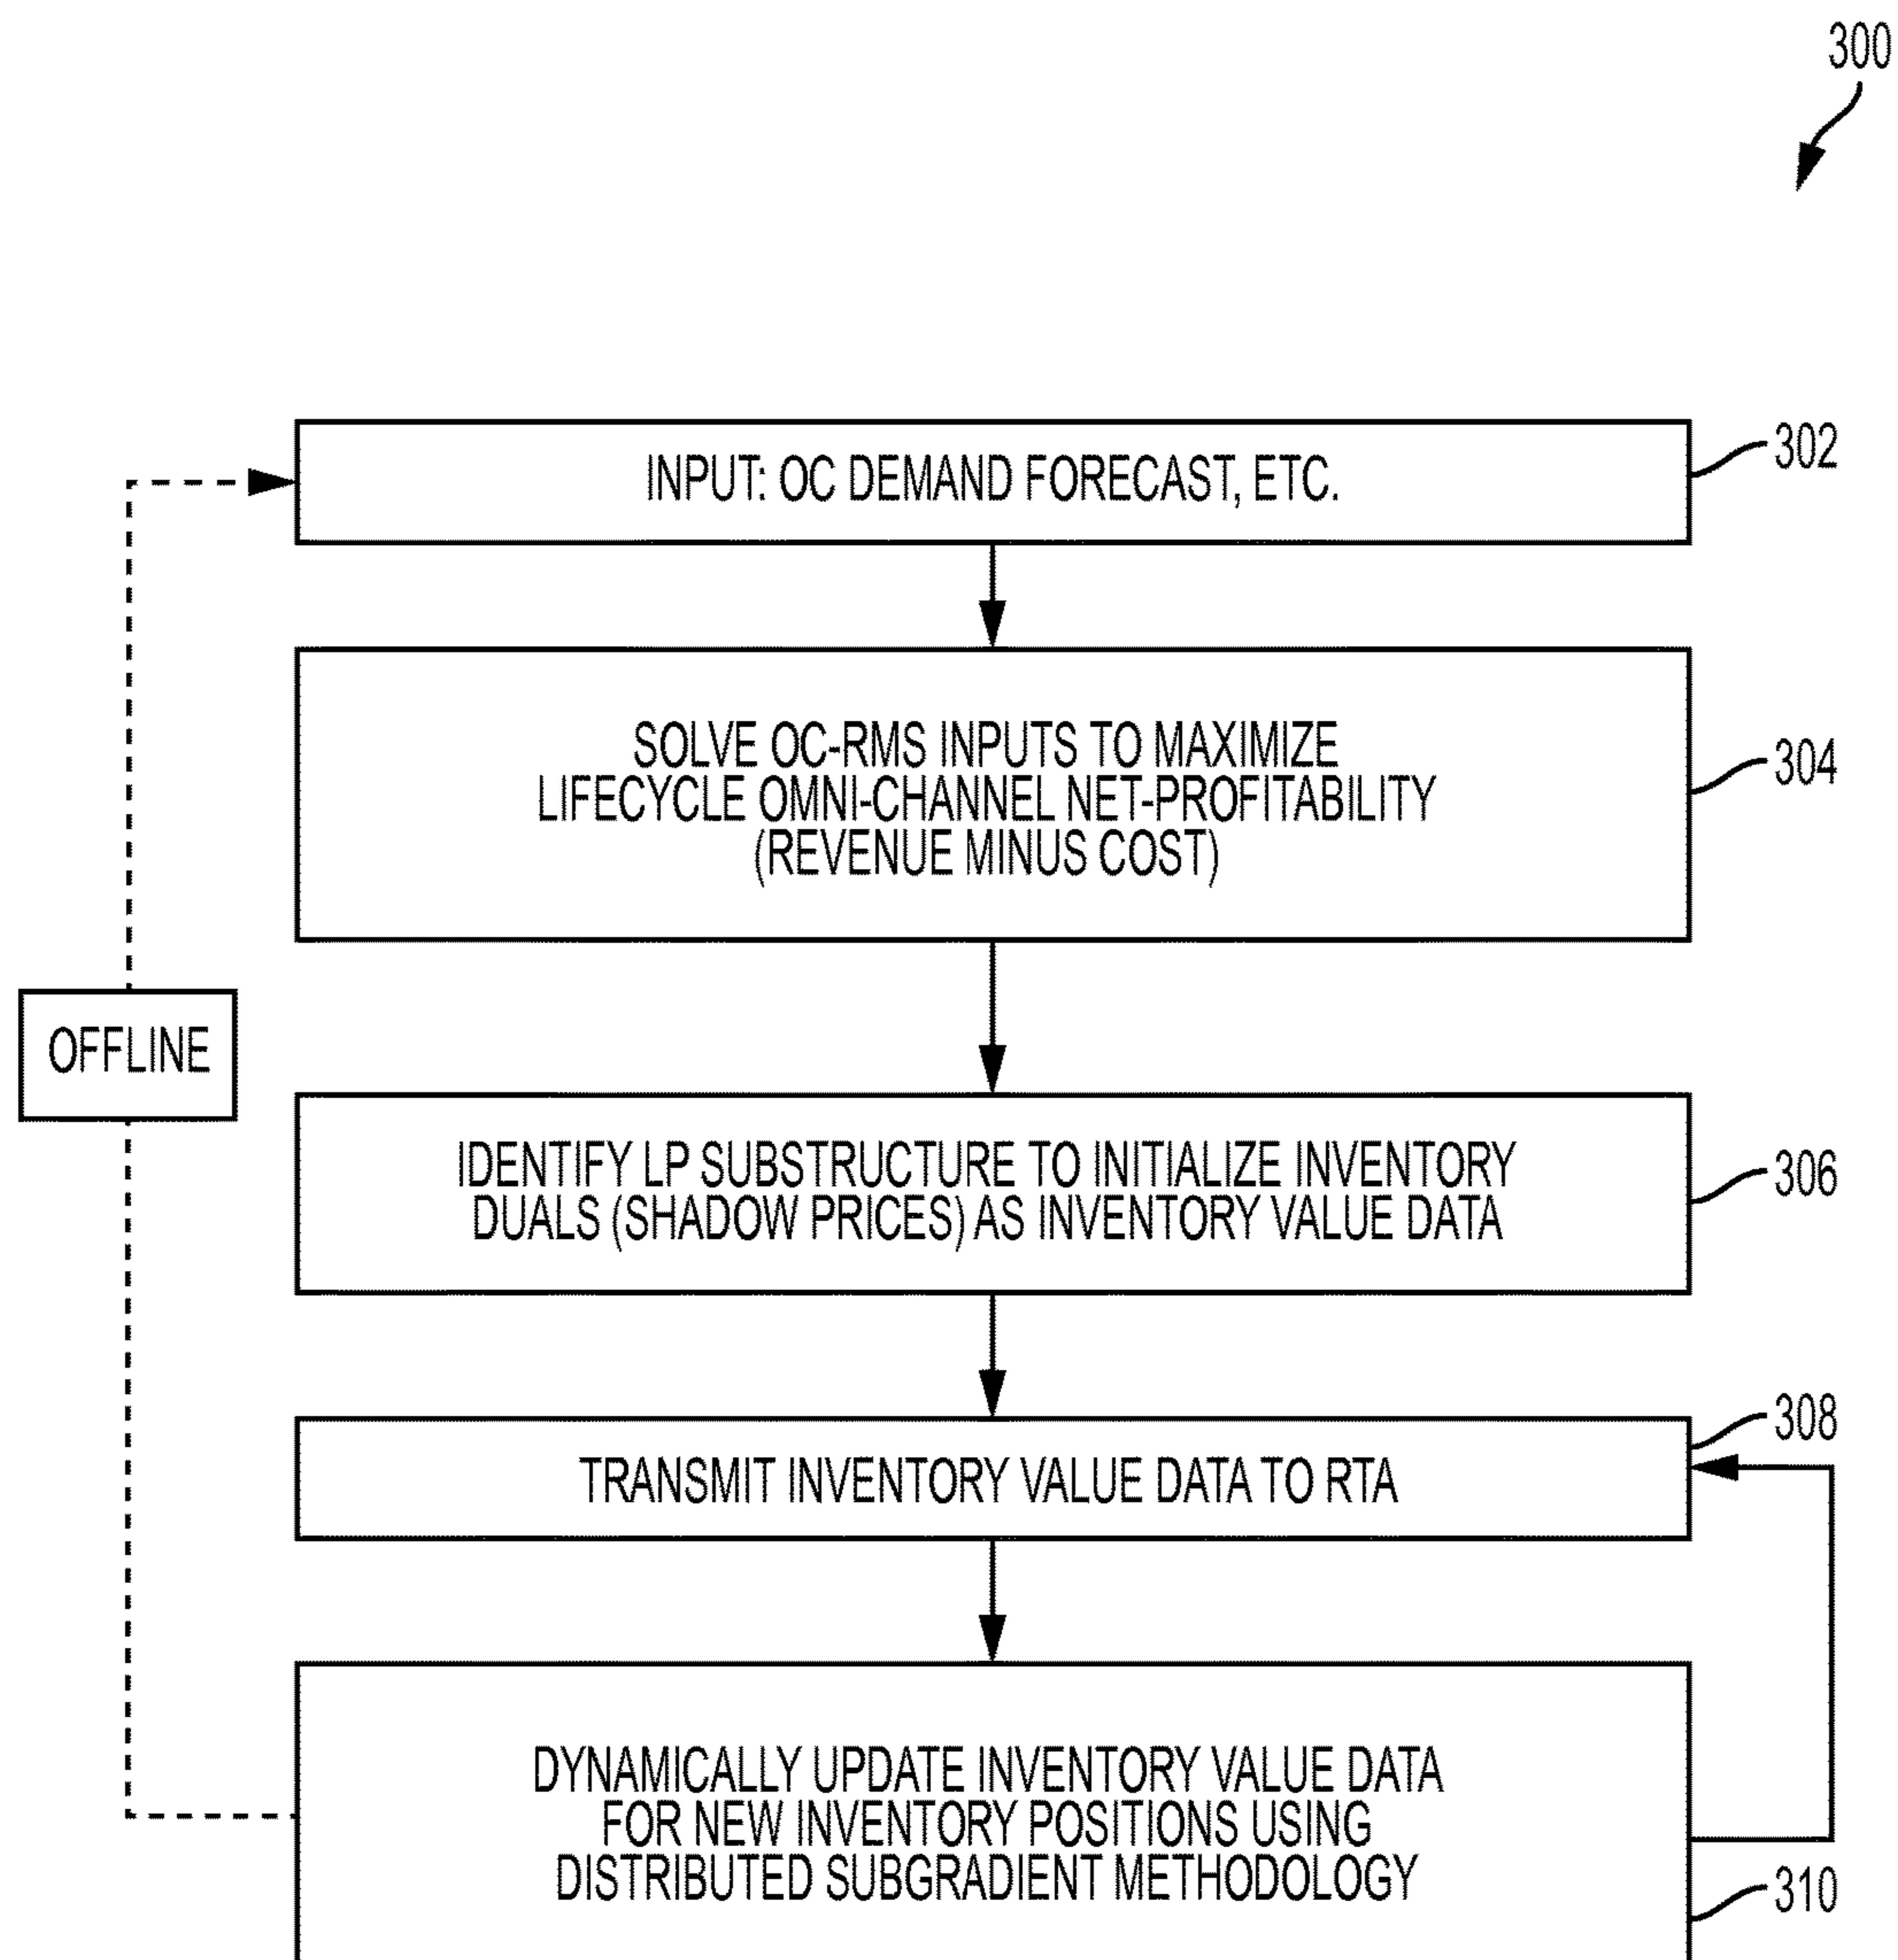 300
INPUT: OC DEMAND FORECAST, ETC.
302
SOLVE OC-RMS INPUTS TO MAXIMIZE
LIFECYCLE OMNI-CHANNEL NET-PROFITABILITY
(REVENUE MINUS COST)
304
OFFLINE
IDENTIFY LP SUBSTRUCTURE TO INITIALIZE INVENTORY
DUALS (SHADOW PRICES) AS INVENTORY VALUE DATA
306
TRANSMIT INVENTORY VALUE DATA TO RTA
308
DYNAMICALLY UPDATE INVENTORY VALUE DATA
FOR NEW INVENTORY POSITIONS USING
DISTRIBUTED SUBGRADIENT METHODOLOGY
310